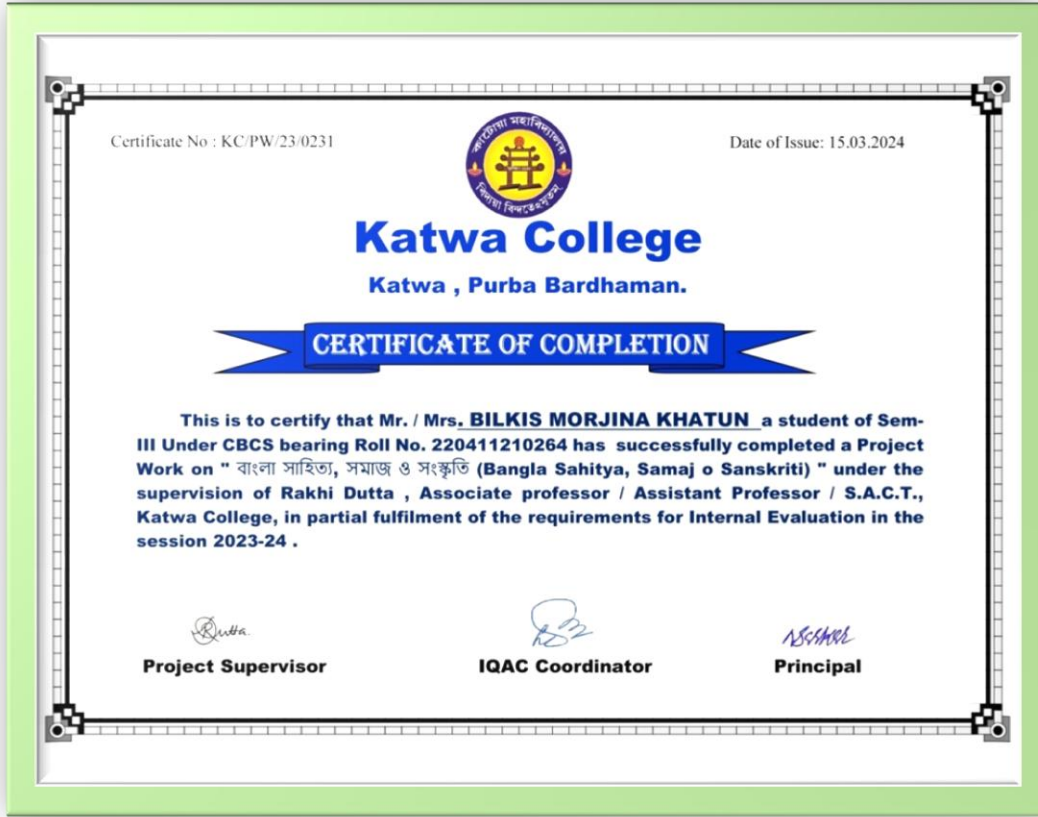 Certificate No : KC/PW/23/0231
Date of Issue: 15.03.2024
কাটোয়া মহাবিদ্যালয়
Katwa College
Katwa , Purba Bardhaman.
CERTIFICATE OF COMPLETION
This is to certify that Mr. / Mrs. BILKIS MORJINA KHATUN a student of Sem-
III Under CBCS bearing Roll No. 220411210264 has successfully completed a Project
Work on " বাংলা সাহিত্য, সমাজ ও সংস্কৃতি (Bangla Sahitya, Samaj o Sanskriti) " under the
supervision of Rakhi Dutta , Associate professor / Assistant Professor / S.A.C.T.,
Katwa College, in partial fulfilment of the requirements for Internal Evaluation in the
session 2023-24 .
Project Supervisor
IQAC Coordinator
Principal